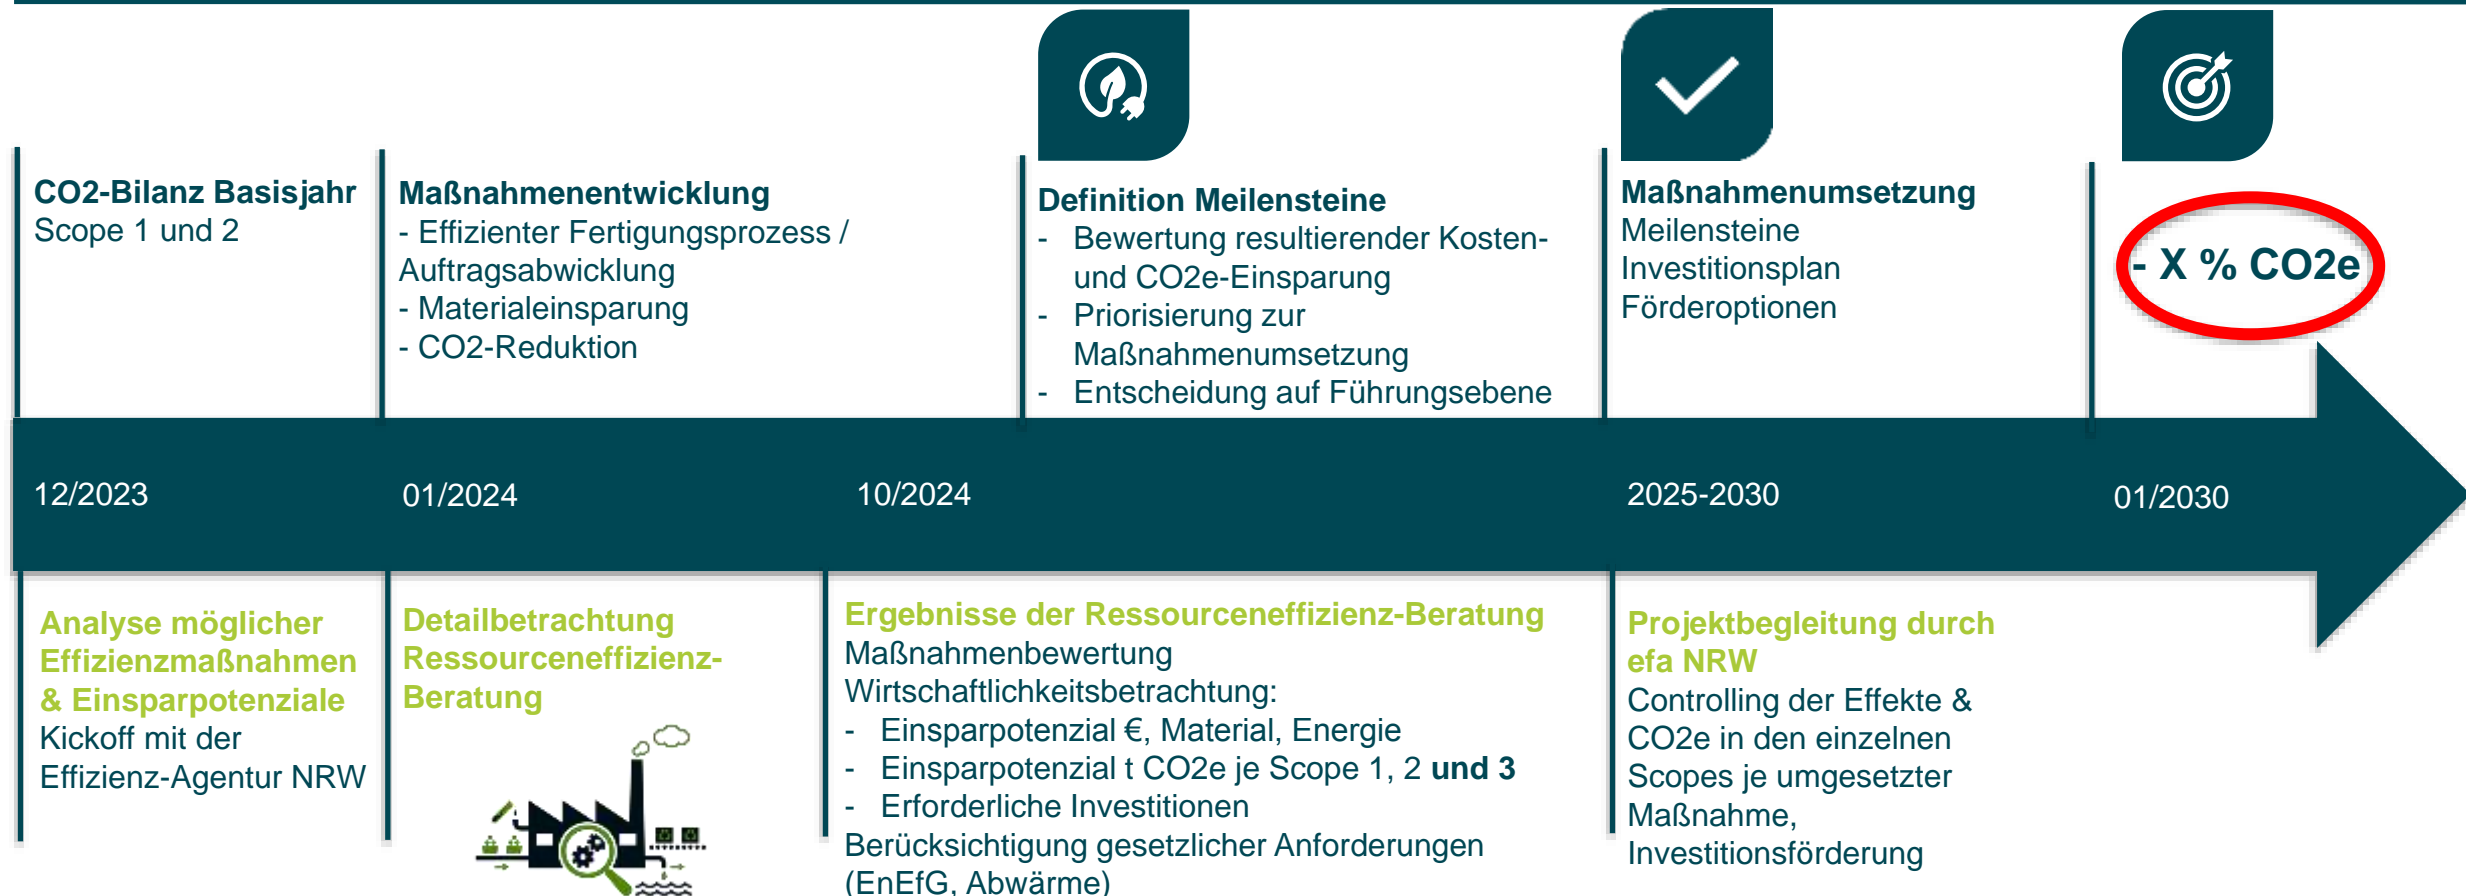 CO2-Bilanz Basisjahr
Scope 1 und 2
Maßnahmenentwicklung
- Effizienter Fertigungsprozess /
Auftragsabwicklung
- Materialeinsparung
- CO2-Reduktion
Definition Meilensteine
- Bewertung resultierender Kosten-
und CO2e-Einsparung
- Priorisierung zur
Maßnahmenumsetzung
- Entscheidung auf Führungsebene
Maßnahmenumsetzung
Meilensteine
Investitionsplan
Förderoptionen
- X % CO2e
12/2023
01/2024
10/2024
2025-2030
01/2030
Analyse möglicher
Effizienzmaßnahmen
& Einsparpotenziale
Kickoff mit der
Effizienz-Agentur NRW
Detailbetrachtung
Ressourceneffizienz-
Beratung
Ergebnisse der Ressourceneffizienz-Beratung
Maßnahmenbewertung
Wirtschaftlichkeitsbetrachtung:
- Einsparpotenzial €, Material, Energie
- Einsparpotenzial t CO2e je Scope 1, 2 und 3
- Erforderliche Investitionen
Berücksichtigung gesetzlicher Anforderungen
(EnEfG, Abwärme)
Projektbegleitung durch
efa NRW
Controlling der Effekte &
CO2e in den einzelnen
Scopes je umgesetzter
Maßnahme,
Investitionsförderung